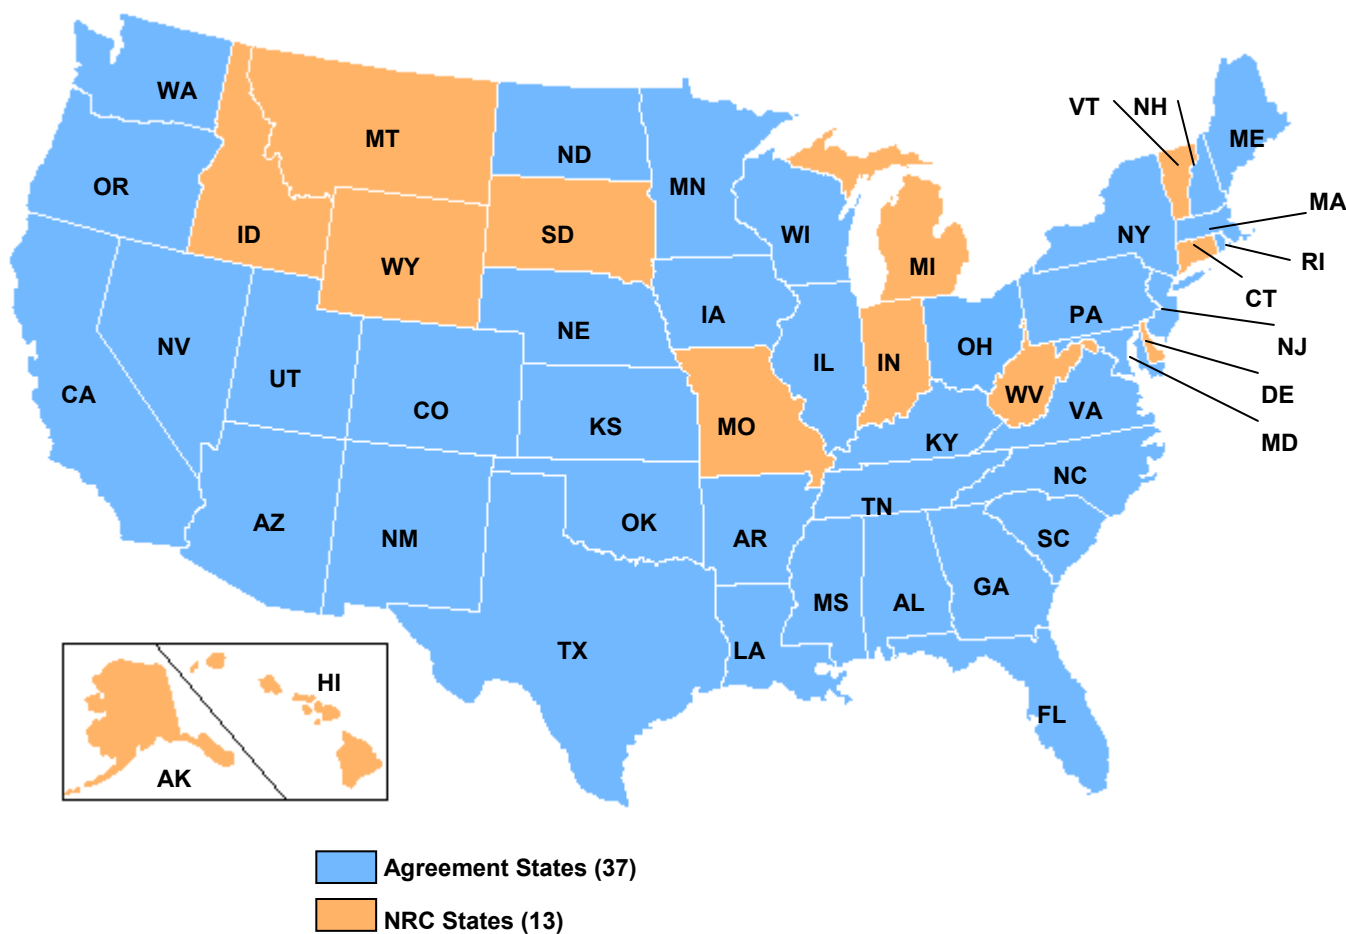 WA
VT
NH
MT
ME
ND
OR
MN
MA
ID
SD
WI
NY
WY
MI
RI
CT
IA
PA
NE
NV
OH
NJ
UT
IL
IN
CA
WV
DE
CO
VA
KS
MO
KY
MD
NC
TN
AZ
OK
NM
AR
SC
GA
MS
AL
TX
LA
HI
FL
AK
Agreement States (37)
NRC States (13)